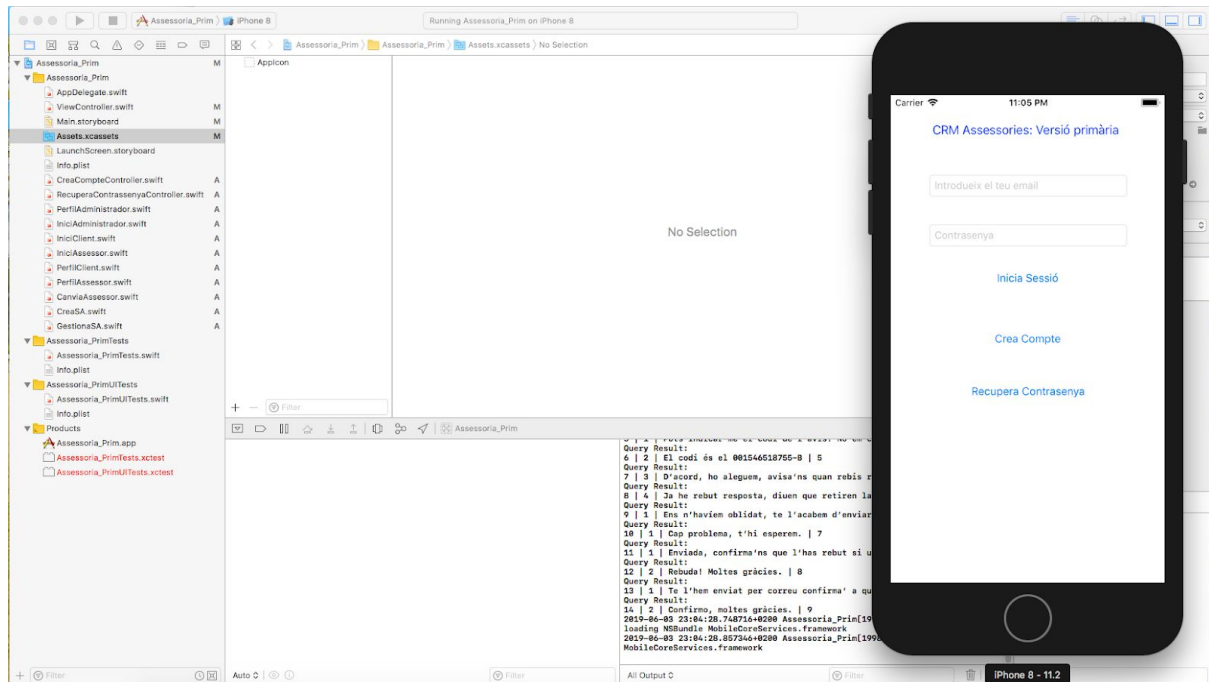 Assessoria_Prim
iPhone 8
Running Assessoria_Prim on iPhone 8
Assessoria_Prim
Assessoria_Prim
Assets.xcassets
No Selection
Assessoria_Prim M
Assessoria_Prim
AppDelegate.swift
ViewController.swift M
Main.storyboard M
Assets.xcassets M
LaunchScreen.storyboard
Info.plist
CreaCompteController.swift A
RecuperaContrassenyaController.swift A
PerfilAdministrador.swift A
IniciAdministrador.swift A
IniciClient.swift A
IniciAssessor.swift A
PerfilClient.swift A
PerfilAssessor.swift A
CanviaAssessor.swift A
CreaSA.swift A
GestionaSA.swift A
Assessoria_PrimTests
Assessoria_PrimTests.swift
Info.plist
Assessoria_PrimUITests
Assessoria_PrimUITests.swift
Info.plist
Products
Assessoria_Prim.app
Assessoria_PrimTests.xctest
Assessoria_PrimUITests.xctest
Filter
AppIcon
Filter
No Selection
Assessoria_Prim
Query Result:
6 | 2 | El codi és el 001546518755-B | 5
Query Result:
7 | 3 | D'acord, ho aleguem, avisa'ns quan rebis
Query Result:
8 | 4 | Ja he rebut resposta, diuen que retiren la
Query Result:
9 | 1 | Ens n'havíem oblidat, te l'acabem d'enviar
Query Result:
10 | 1 | Cap problema, t'hi esperem. | 7
Query Result:
11 | 1 | Enviada, confirma'ns que l'has rebut si
Query Result:
12 | 2 | Rebuda! Moltes gràcies. | 8
Query Result:
13 | 1 | Te l'hem enviat per correu confirma' a
Query Result:
14 | 2 | Confirmo, moltes gràcies. | 9
2019-06-03 23:04:28.748716+0200 Assessoria_Prim[19
loading NSBundle MobileCoreServices.framework
2019-06-03 23:04:28.857346+0200 Assessoria_Prim[199
MobileCoreServices.framework
Auto
Filter
All Output
Filter
Carrier 11:05 PM
CRM Assessories: Versió primària
Introdueix el teu email
Contrasenya
Inicia Sessió
Crea Compte
Recupera Contrasenya
iPhone 8 - 11.2